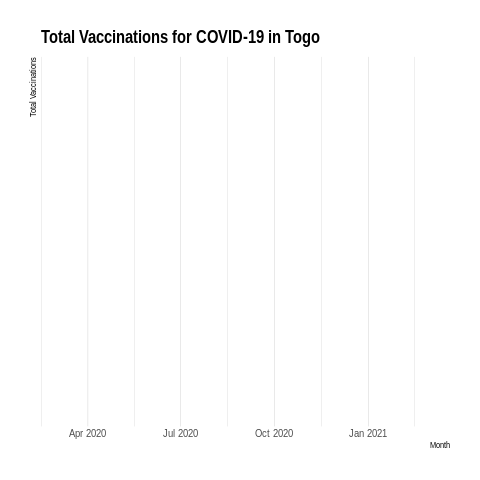 Total Vaccinations for COVID-19 in Togo
Total Vaccinations
Apr 2020
Jul 2020
Oct 2020
Jan 2021
Month